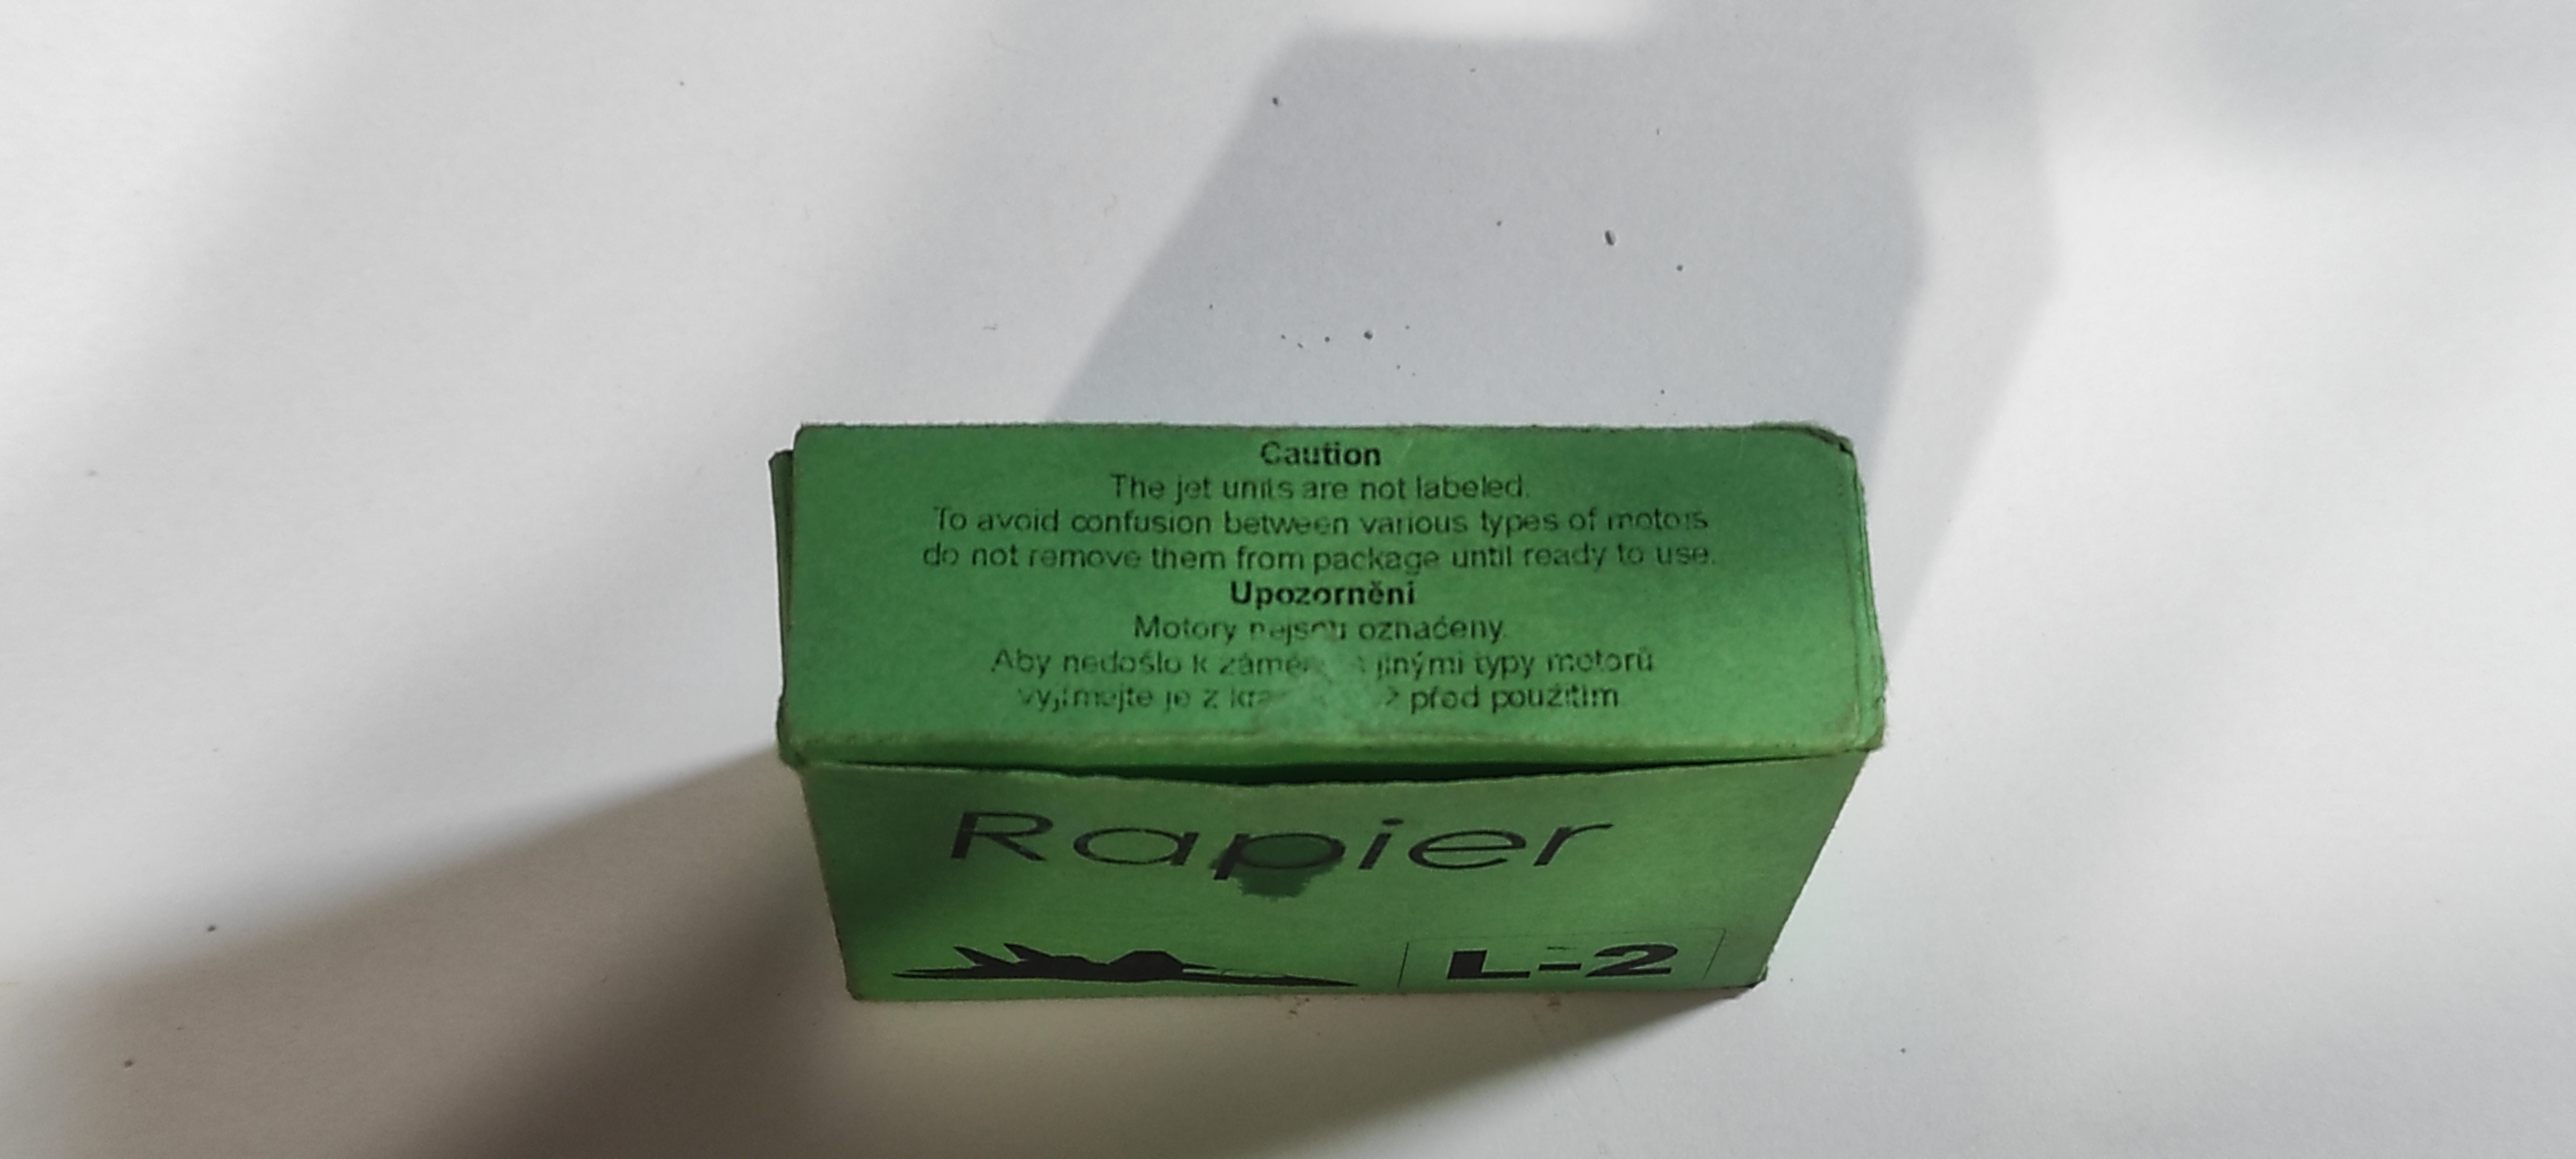 Caution
The jet units are not labeled.
To avoid confusion between various types of motors
do not remove them from package until ready to use.
Upozornění
Motory nejsou označeny.
Aby nedošlo k jinými typy motorů
vyjímejte je z před použitím
Rapier
L-2